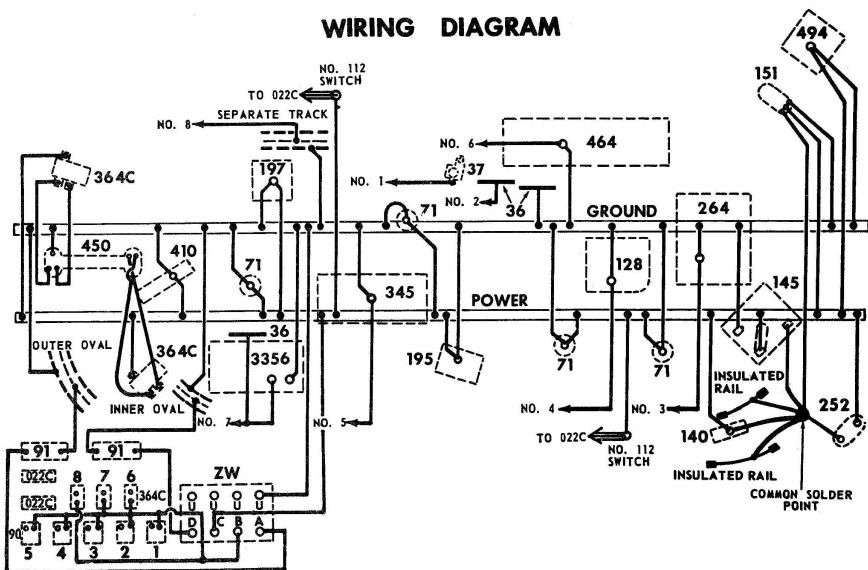 WIRING DIAGRAM
494
NO. 112
SWITCH
TO 022C
151
SEPARATE TRACK
NO. 8
NO. 6
464
364C
197
NO. 1
37
NO. 2
36
71
GROUND
264
450
410
71
345
128
145
POWER
36
OUTER OVAL
364C
3356
195
71
71
INSULATED
RAIL
INNER OVAL
NO. 7
NO. 5
NO. 4
NO. 3
252
TO 022C
140
91
91
NO. 112
SWITCH
INSULATED RAIL
ZW
022C
8
7
6
364C
COMMON SOLDER
POINT
022C
U U U U
D C B A
90
5
4
3
2
1